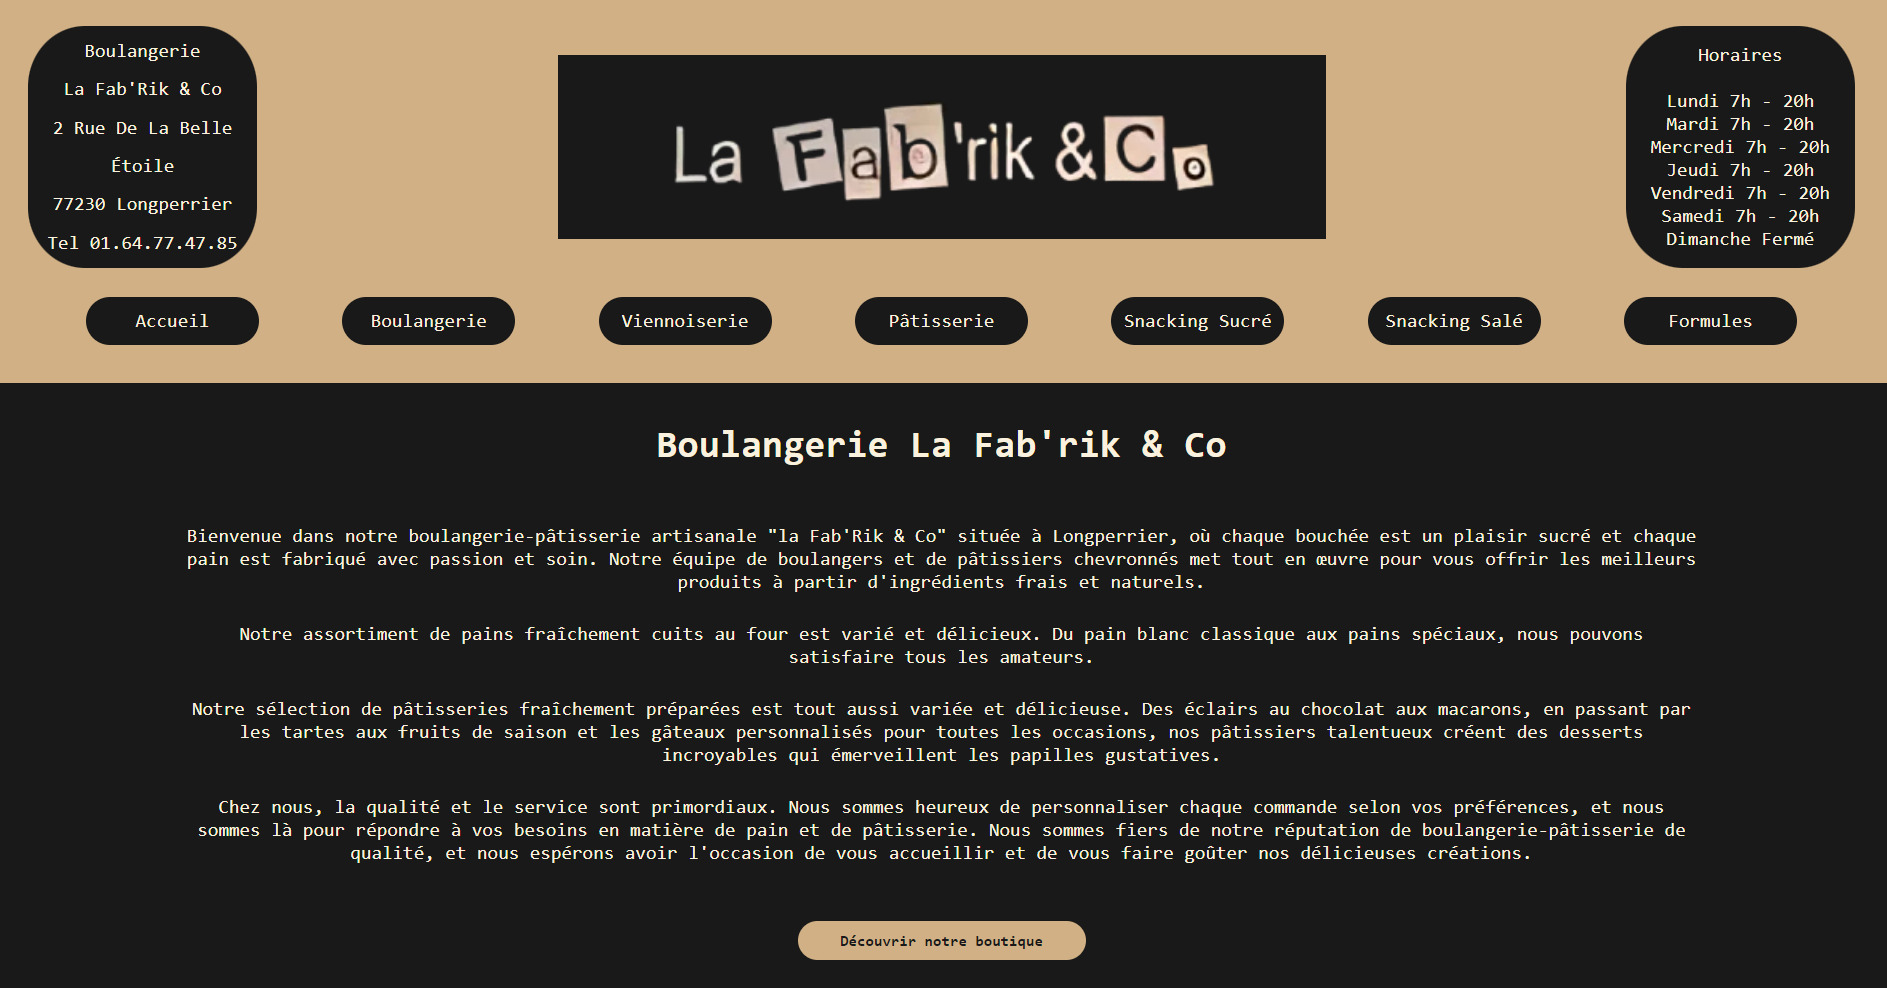 Boulangerie
La Fab'Rik & Co
2 Rue De La Belle
Étoile
77230 Longperrier
Tel 01.64.77.47.85
La Fab'rik & Co
Horaires
Lundi 7h - 20h
Mardi 7h - 20h
Mercredi 7h - 20h
Jeudi 7h - 20h
Vendredi 7h - 20h
Samedi 7h - 20h
Dimanche Fermé
Accueil
Boulangerie
Viennoiserie
Pâtisserie
Snacking Sucré
Snacking Salé
Formules
Boulangerie La Fab'rik & Co
Bienvenue dans notre boulangerie-pâtisserie artisanale "la Fab'Rik & Co" située à Longperrier, où chaque bouchée est un plaisir sucré et chaque
pain est fabriqué avec passion et soin. Notre équipe de boulangers et de pâtissiers chevronnés met tout en œuvre pour vous offrir les meilleurs
produits à partir d'ingrédients frais et naturels.
Notre assortiment de pains fraîchement cuits au four est varié et délicieux. Du pain blanc classique aux pains spéciaux, nous pouvons
satisfaire tous les amateurs.
Notre sélection de pâtisseries fraîchement préparées est tout aussi variée et délicieuse. Des éclairs au chocolat aux macarons, en passant par
les tartes aux fruits de saison et les gâteaux personnalisés pour toutes les occasions, nos pâtissiers talentueux créent des desserts
incroyables qui émerveillent les papilles gustatives.
Chez nous, la qualité et le service sont primordiaux. Nous sommes heureux de personnaliser chaque commande selon vos préférences, et nous
sommes là pour répondre à vos besoins en matière de pain et de pâtisserie. Nous sommes fiers de notre réputation de boulangerie-pâtisserie de
qualité, et nous espérons avoir l'occasion de vous accueillir et de vous faire goûter nos délicieuses créations.
Découvrir notre boutique